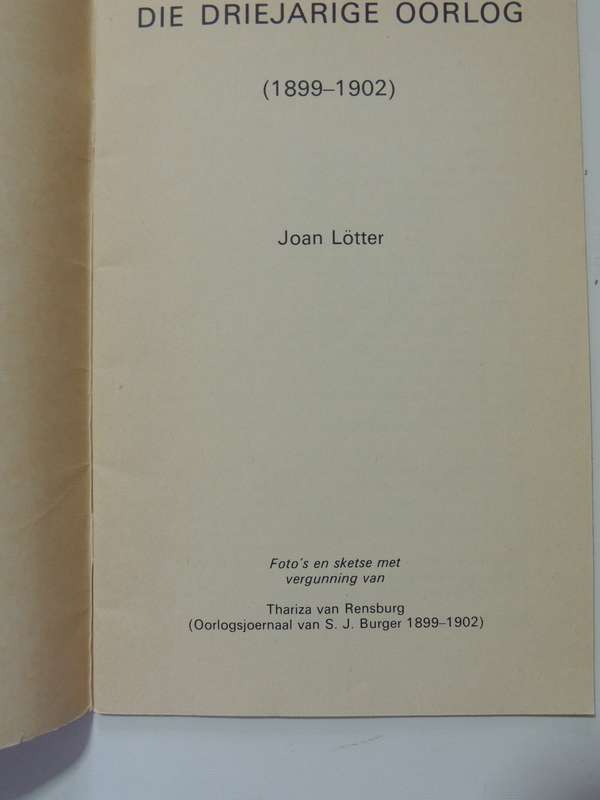 DIE DRIEJARIGE OORLOG
(1899–1902)
Joan Lötter
Foto's en sketse met
vergunning van
Thariza van Rensburg
(Oorlogsjoernaal van S. J. Burger 1899–1902)